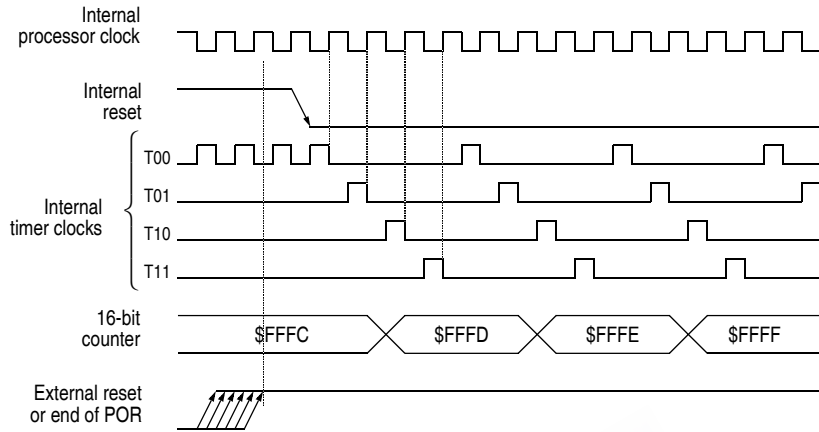 Internal
processor clock
Internal
reset
T00
T01
Internal
timer clocks
T10
T11
16-bit
counter
$FFFC
$FFFD
$FFFE
$FFFF
External reset
or end of POR